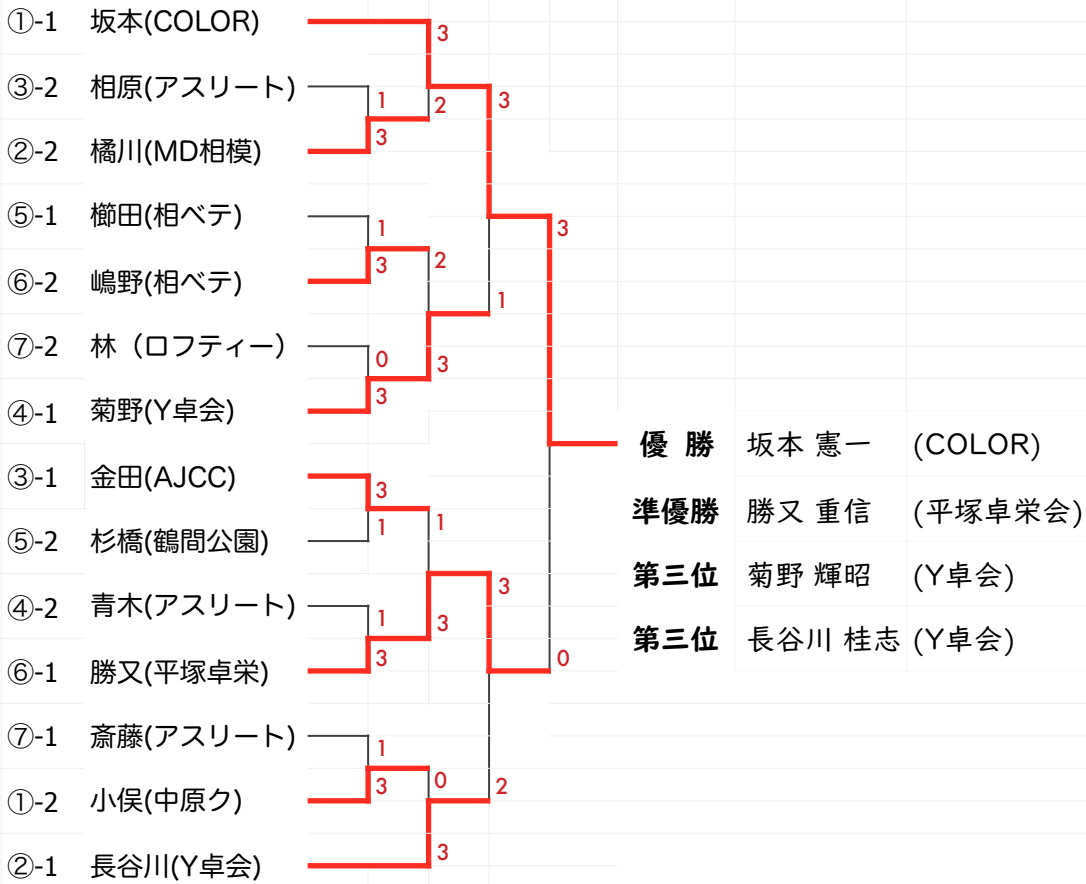 ①-1 坂本(COLOR)
3
③-2 相原(アスリート)
1 2 3
②-2 橘川(MD相模)
3
⑤-1 櫛田(相ベテ)
1 3
⑥-2 嶋野(相ベテ)
3 2
1
⑦-2 林（ロフティー）
0 3
④-1 菊野(Y卓会)
3
優 勝 坂本 憲一 (COLOR)
③-1 金田(AJCC)
3
準優勝 勝又 重信 (平塚卓栄会)
⑤-2 杉橋(鶴間公園)
1 1
第三位 菊野 輝昭 (Y卓会)
3
④-2 青木(アスリート)
1 3
第三位 長谷川 桂志 (Y卓会)
⑥-1 勝又(平塚卓栄)
3 0
⑦-1 斎藤(アスリート)
1
①-2 小俣(中原ク)
3 0 2
②-1 長谷川(Y卓会)
3